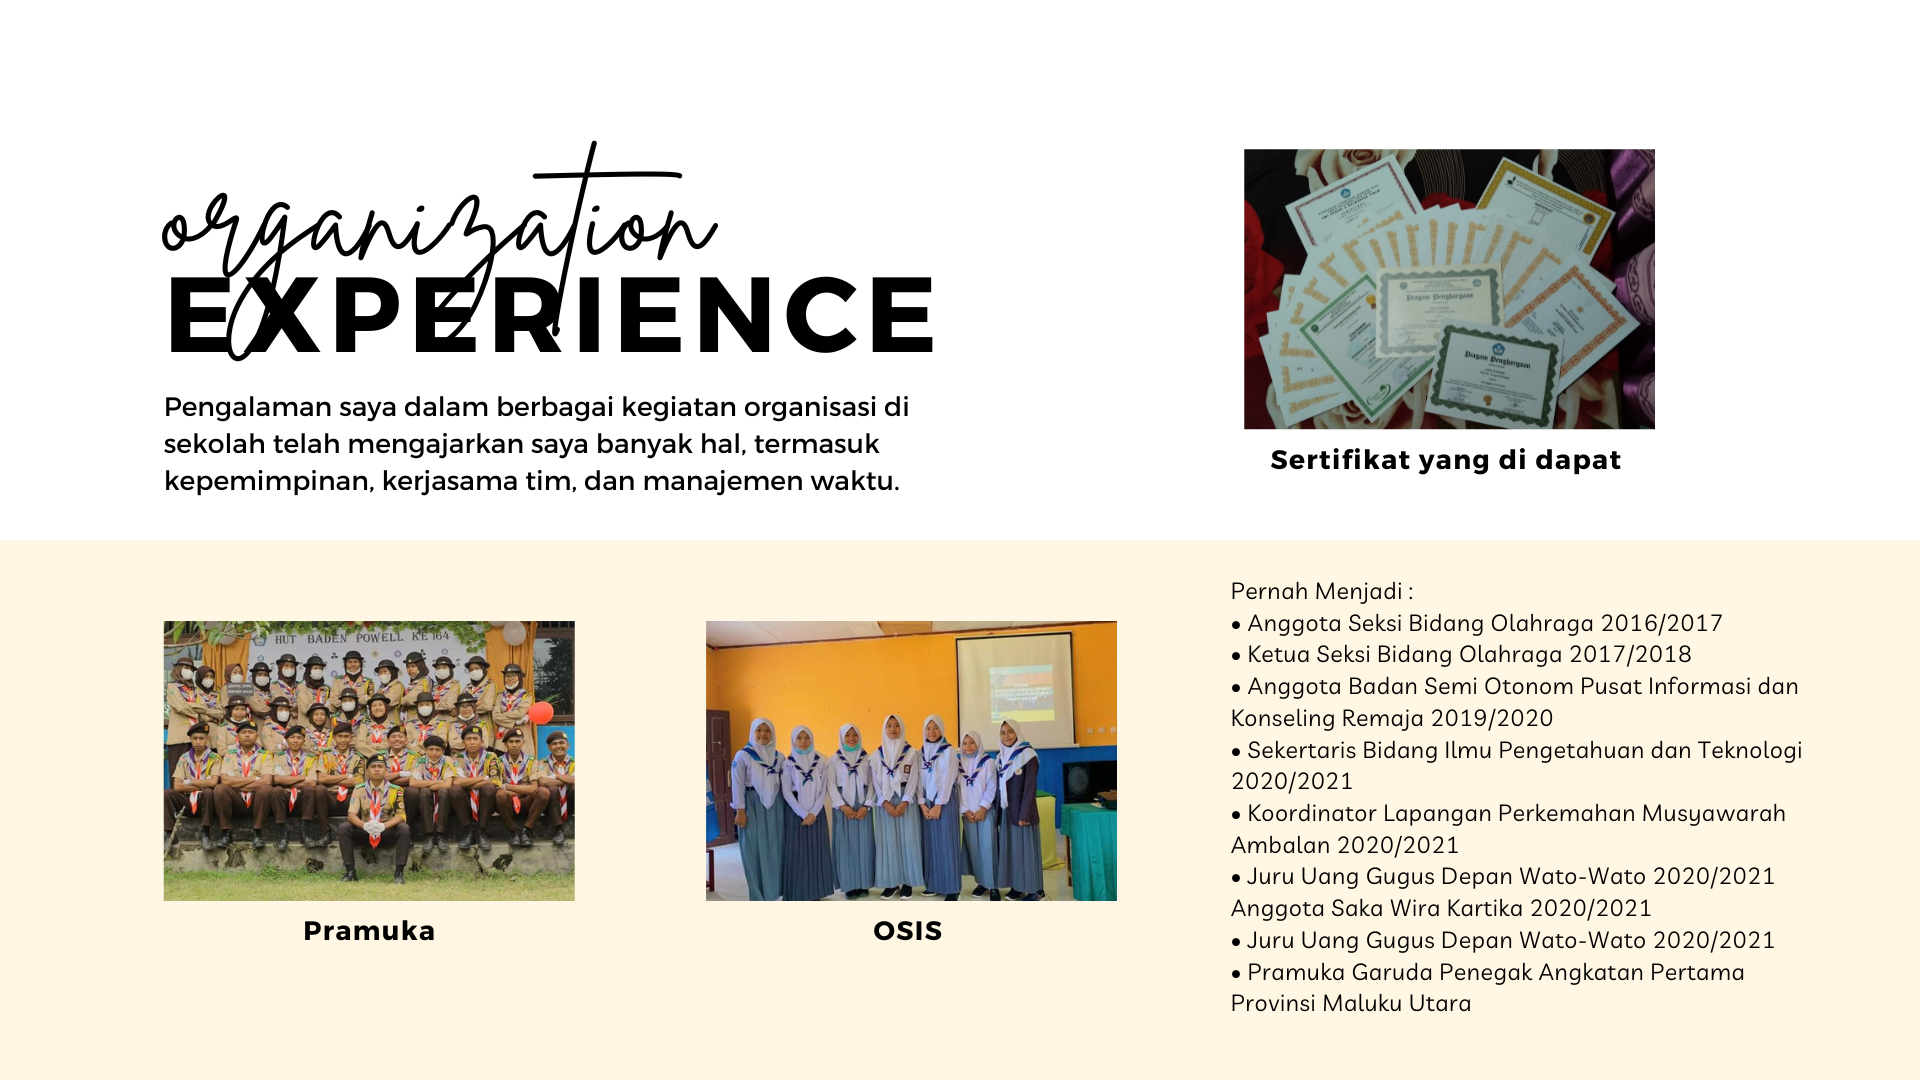 organization
EXPERIENCE
Pengalaman saya dalam berbagai kegiatan organisasi di
sekolah telah mengajarkan saya banyak hal, termasuk
kepemimpinan, kerjasama tim, dan manajemen waktu.
Piagam Penghargaan
Piagam Penghargaan
Sertifikat yang di dapat
HUT BADEN POWELL KE 164
Pramuka
OSIS
Pernah Menjadi :
• Anggota Seksi Bidang Olahraga 2016/2017
• Ketua Seksi Bidang Olahraga 2017/2018
• Anggota Badan Semi Otonom Pusat Informasi dan
Konseling Remaja 2019/2020
• Sekertaris Bidang Ilmu Pengetahuan dan Teknologi
2020/2021
• Koordinator Lapangan Perkemahan Musyawarah
Ambalan 2020/2021
• Juru Uang Gugus Depan Wato-Wato 2020/2021
Anggota Saka Wira Kartika 2020/2021
• Juru Uang Gugus Depan Wato-Wato 2020/2021
• Pramuka Garuda Penegak Angkatan Pertama
Provinsi Maluku Utara